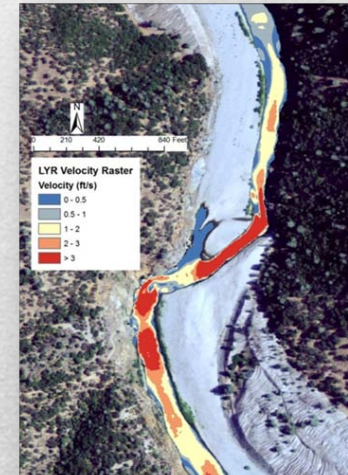 N
0 210 420 840 Feet
LYR Velocity Raster
Velocity (ft/s)
0 - 0.5
0.5 - 1
1 - 2
2 - 3
> 3